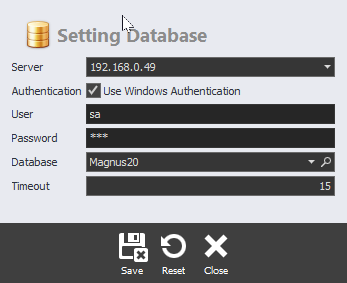 Setting Database
Server 192.168.0.49
Authentication Use Windows Authentication
User sa
Password ***
Database Magnus20
Timeout 15
Save Reset Close